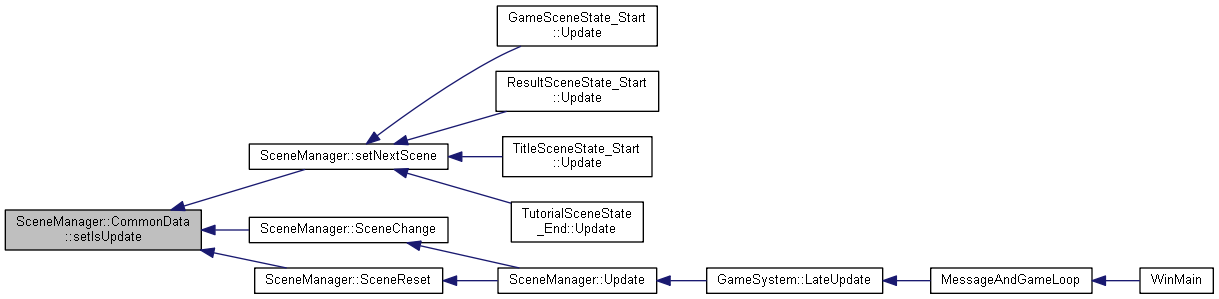 GameSceneState_Start
::Update
ResultSceneState_Start
::Update
TitleSceneState_Start
::Update
SceneManager::setNextScene
TutorialSceneState
_End::Update
SceneManager::CommonData
::setIsUpdate
SceneManager::SceneChange
SceneManager::SceneReset
SceneManager::Update
GameSystem::LateUpdate
MessageAndGameLoop
WinMain